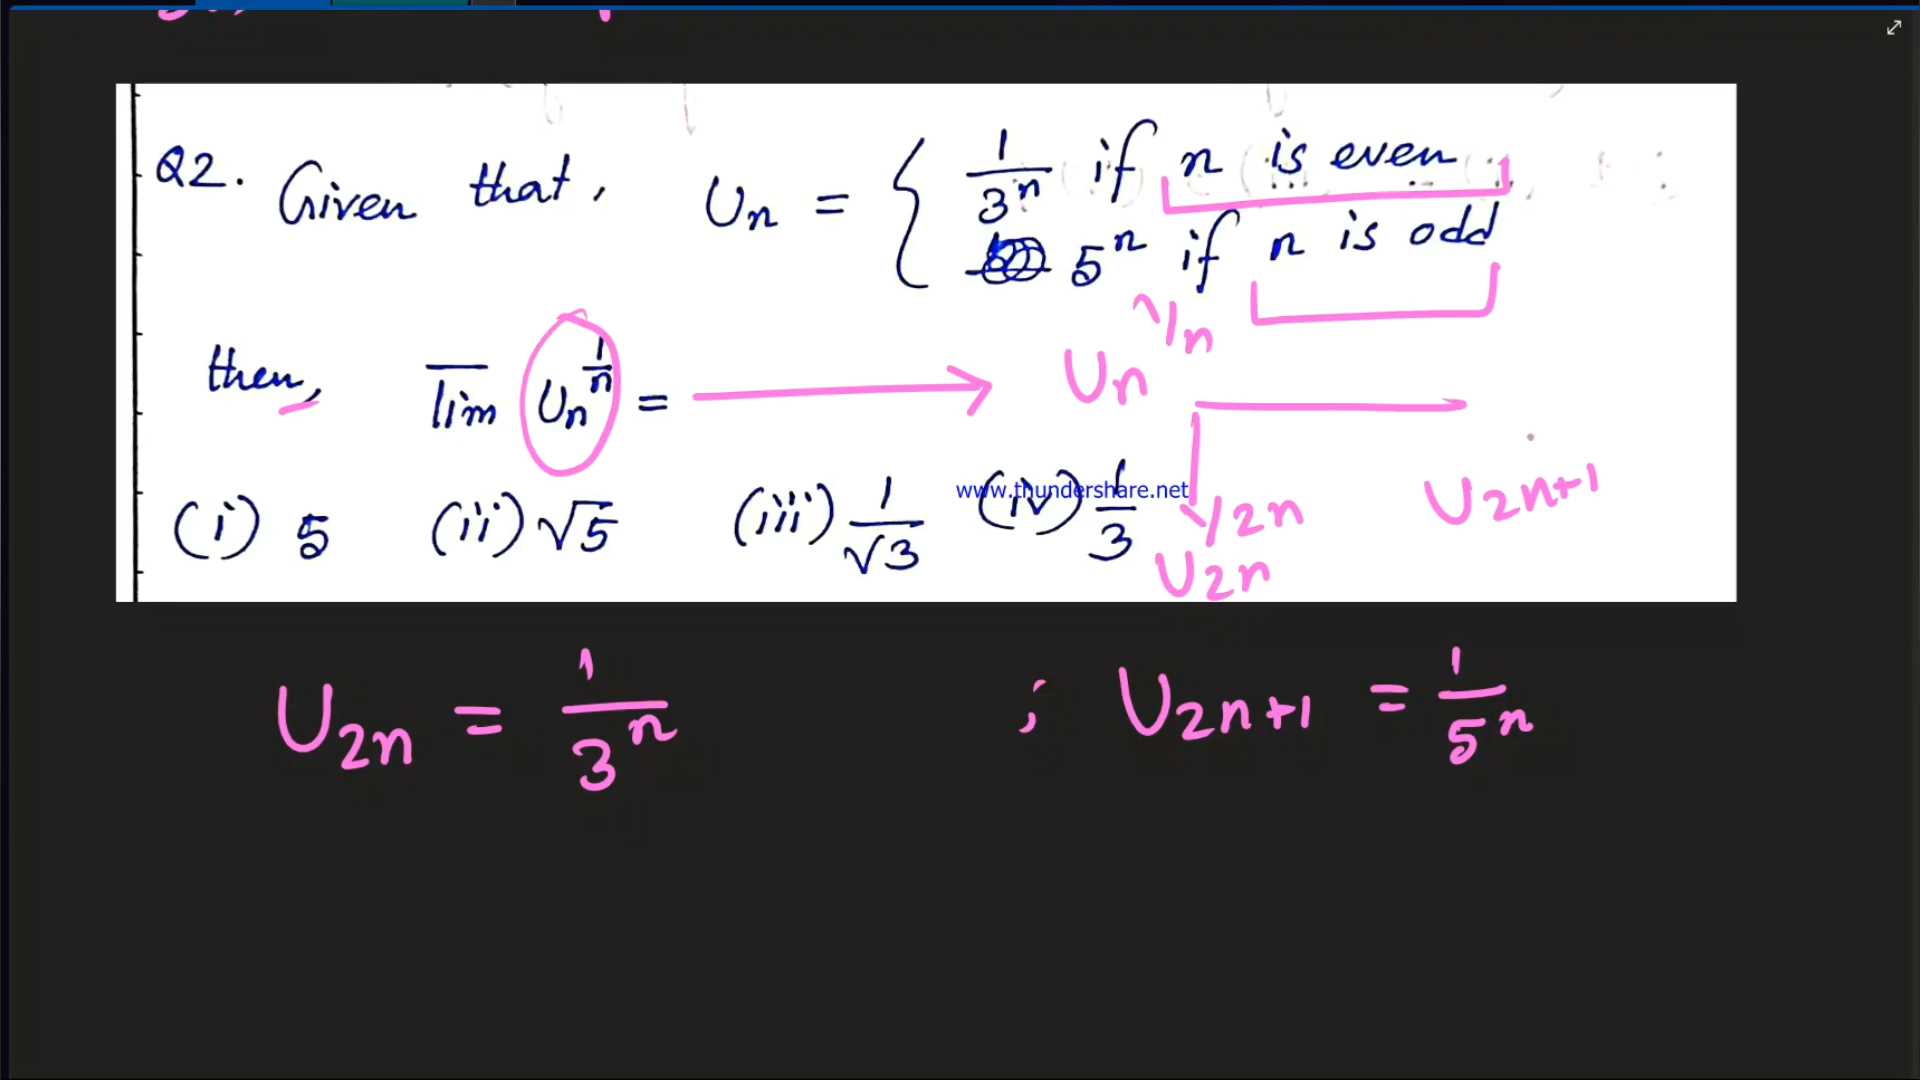 Q2. Given that, Un = { 1/3^n if n is even
5^n if n is odd
then, lim‾ Un^(1/n) = → Un^(1/n)
(i) 5 (ii) √5 (iii) 1/√3 (iv) 1/3
www.thundershare.net
U2n^(1/2n) U2n+1
U2n = 1/3^n ; U2n+1 = 1/5^n